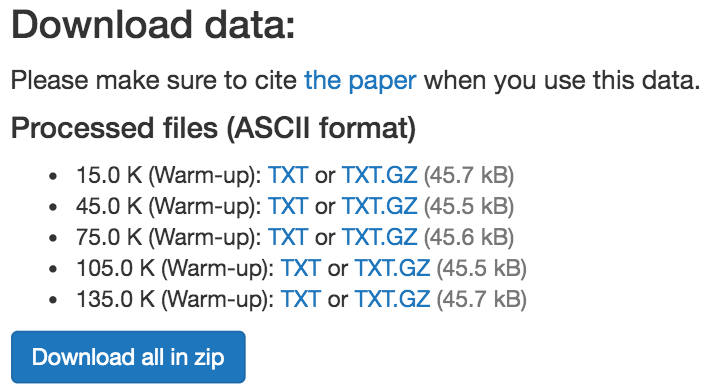 Download data:
Please make sure to cite the paper when you use this data.
Processed files (ASCII format)
• 15.0 K (Warm-up): TXT or TXT.GZ (45.7 kB)
• 45.0 K (Warm-up): TXT or TXT.GZ (45.5 kB)
• 75.0 K (Warm-up): TXT or TXT.GZ (45.6 kB)
• 105.0 K (Warm-up): TXT or TXT.GZ (45.5 kB)
• 135.0 K (Warm-up): TXT or TXT.GZ (45.7 kB)
Download all in zip